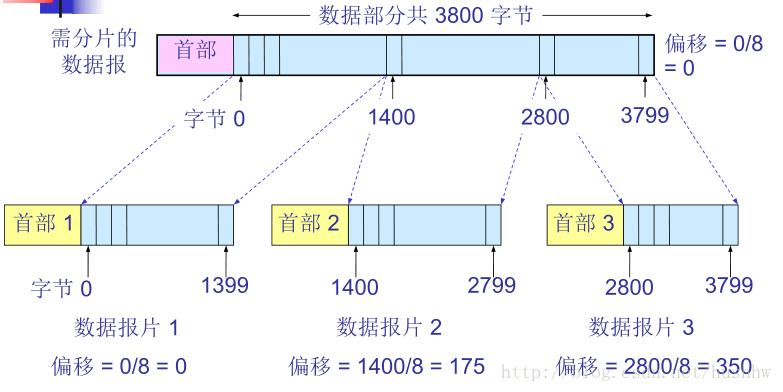 数据部分共 3800 字节
需分片的
数据报
首部
偏移 = 0/8
= 0
字节 0
1400
2800
3799
首部 1
首部 2
首部 3
字节 0
1399
1400
2799
2800
3799
数据报片 1
数据报片 2
数据报片 3
偏移 = 0/8 = 0
偏移 = 1400/8 = 175
偏移 = 2800/8 = 350